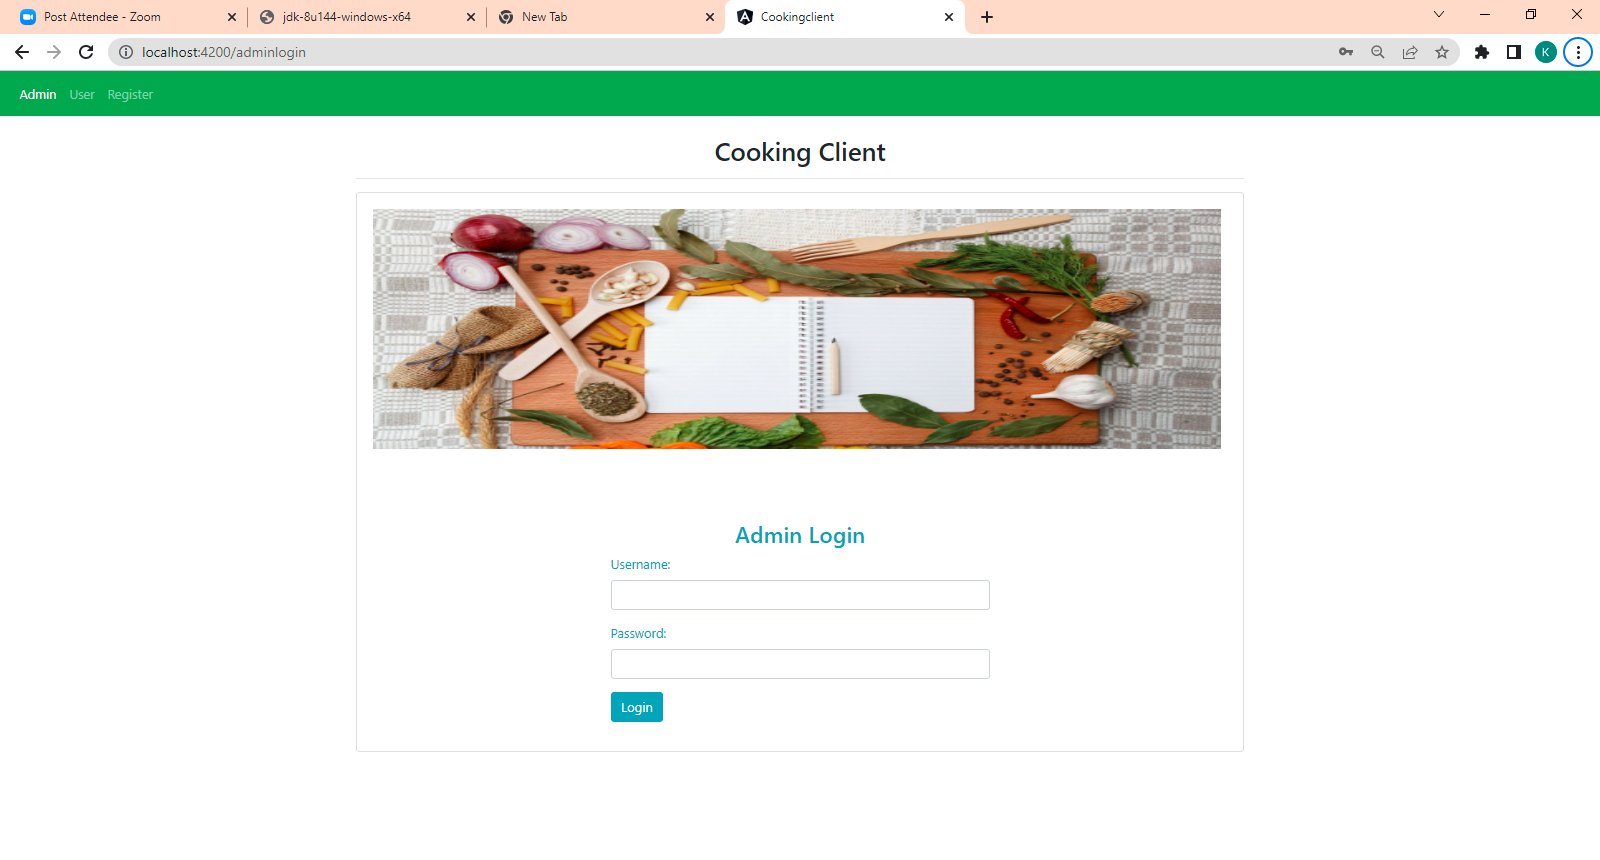 Post Attendee - Zoom
jdk-8u144-windows-x64
New Tab
Cookingclient
localhost:4200/adminlogin
K
Admin User Register
Cooking Client
Admin Login
Username:
Password:
Login